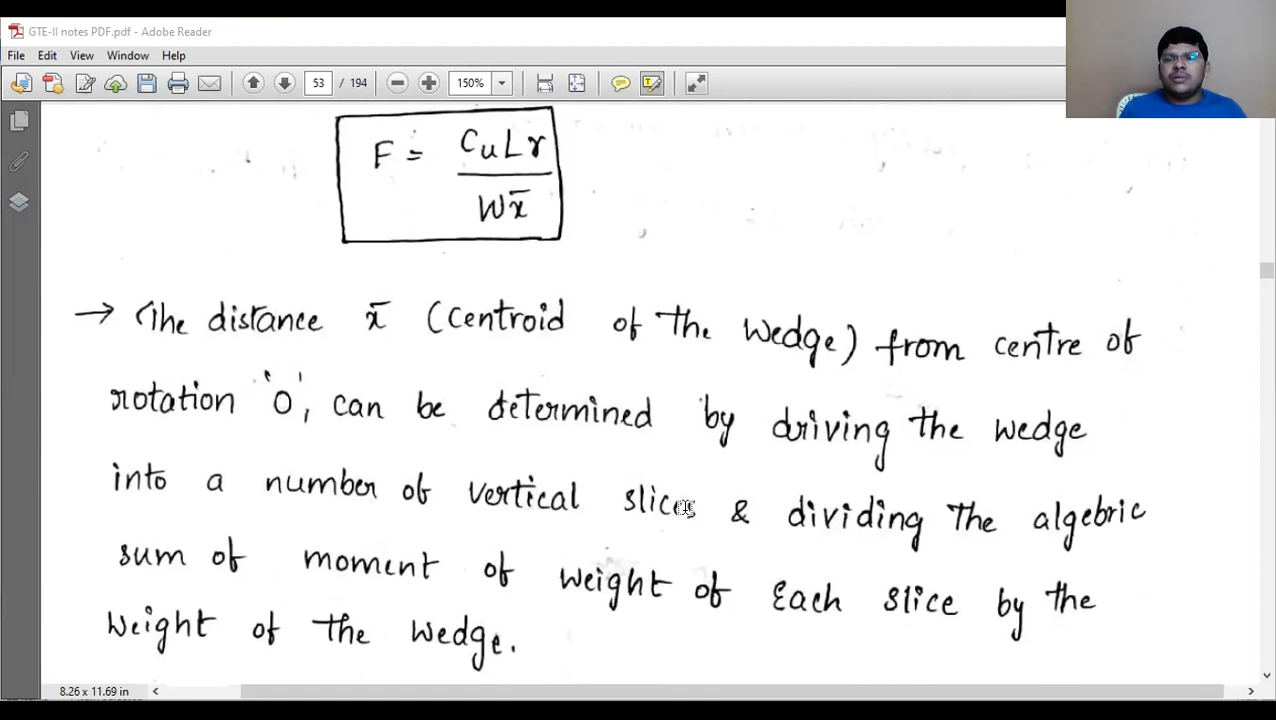 GTE-II notes PDF.pdf - Adobe Reader
File Edit View Window Help
53 / 194 150%
F = CuLr / Wx̄
→ The distance x̄ (centroid of the wedge) from centre of
rotation 'O', can be determined by driving the wedge
into a number of vertical slices & dividing the algebric
sum of moment of weight of Each slice by the
weight of the wedge.
8.26 x 11.69 in